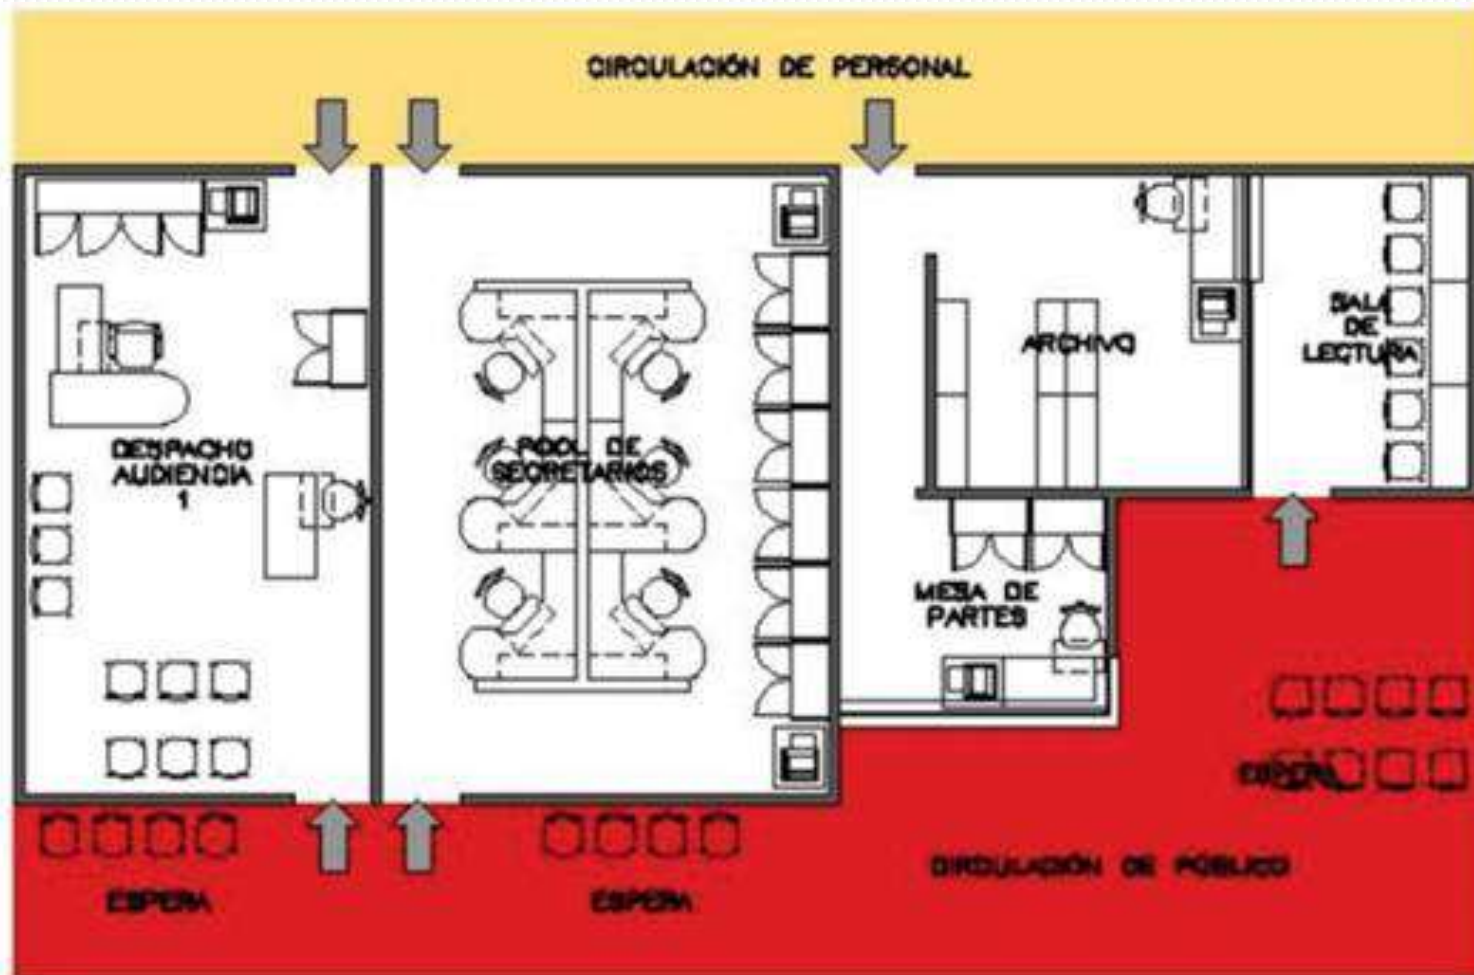 CIRCULACIÓN DE PERSONAL
DESPACHO
AUDIENCIA
1
POOL DE
SECRETARIOS
ARCHIVO
SALA
DE
LECTURA
MESA DE
PARTES
ESPERA
ESPERA
ESPERA
CIRCULACIÓN DE PÚBLICO